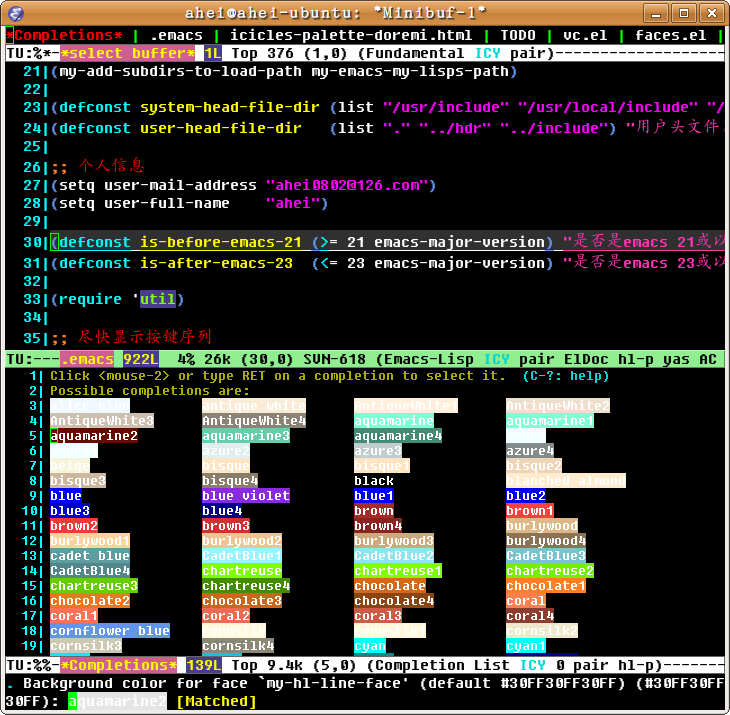 ahei@ahei-ubuntu: *Minibuf-1*
*Completions* | .emacs | icicles-palette-doremi.html | TODO | vc.el | faces.el |
TU:%*-*select buffer* 1L Top 376 (1,0) (Fundamental ICY pair)------------------
21|(my-add-subdirs-to-load-path my-emacs-my-lisps-path)
22|
23|(defconst system-head-file-dir (list "/usr/include" "/usr/local/include" "/
24|(defconst user-head-file-dir (list "." "../hdr" "../include") "用户头文件
25|
26|;; 个人信息
27|(setq user-mail-address "ahei0802@126.com")
28|(setq user-full-name "ahei")
29|
30|(defconst is-before-emacs-21 (>= 21 emacs-major-version) "是否是emacs 21或以
31|(defconst is-after-emacs-23 (<= 23 emacs-major-version) "是否是emacs 23或以
32|
33|(require 'util)
34|
35|;; 尽快显示按键序列
TU:---.emacs 922L 4% 26k (30,0) SVN-618 (Emacs-Lisp ICY pair ElDoc hl-p yas AC
1| Click <mouse-2> or type RET on a completion to select it. (C-?: help)
2| Possible completions are:
3| alice blue antique white AntiqueWhite1 AntiqueWhite2
4| AntiqueWhite3 AntiqueWhite4 aquamarine aquamarine1
5| aquamarine2 aquamarine3 aquamarine4
6| azure2 azure3 azure4
7| beige bisque bisque1 bisque2
8| bisque3 bisque4 black blanched almond
9| blue blue violet blue1 blue2
10| blue3 blue4 brown brown1
11| brown2 brown3 brown4 burlywood
12| burlywood1 burlywood2 burlywood3 burlywood4
13| cadet blue CadetBlue1 CadetBlue2 CadetBlue3
14| CadetBlue4 chartreuse chartreuse1 chartreuse2
15| chartreuse3 chartreuse4 chocolate chocolate1
16| chocolate2 chocolate3 chocolate4 coral
17| coral1 coral2 coral3 coral4
18| cornflower blue cornsilk cornsilk1 cornsilk2
19| cornsilk3 cornsilk4 cyan cyan1
TU:%%-*Completions* 139L Top 9.4k (5,0) (Completion List ICY 0 pair hl-p)-------
. Background color for face `my-hl-line-face' (default #30FF30FF30FF) (#30FF30FF
30FF): aquamarine2 [Matched]